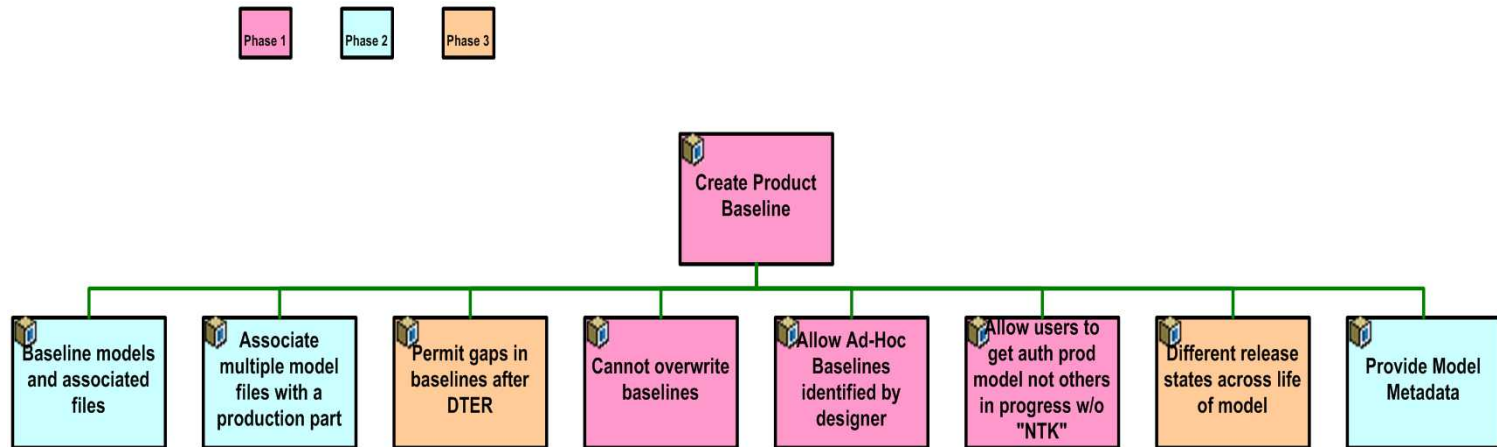 Phase 1
Phase 2
Phase 3
Create Product
Baseline
Baseline models
and associated
files
Associate
multiple model
files with a
production part
Permit gaps in
baselines after
DTER
Cannot overwrite
baselines
Allow Ad-Hoc
Baselines
identified by
designer
Allow users to
get auth prod
model not others
in progress w/o
"NTK"
Different release
states across life
of model
Provide Model
Metadata